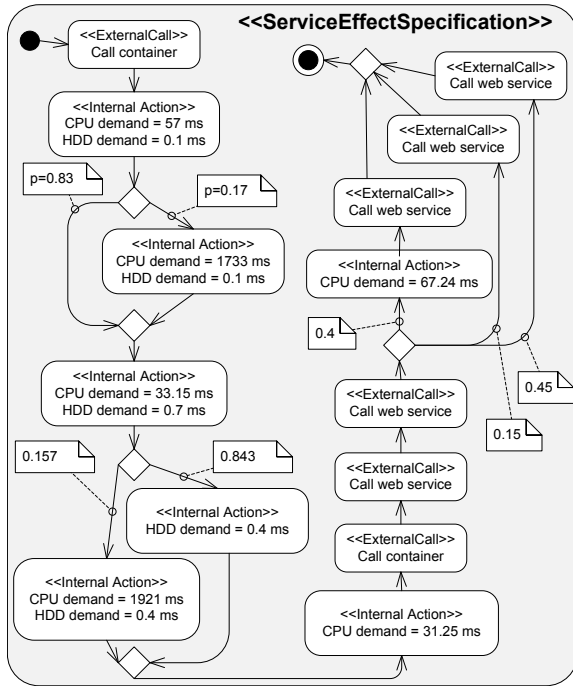 <<ServiceEffectSpecification>>
<<ExternalCall>>
Call container
<<Internal Action>>
CPU demand = 57 ms
HDD demand = 0.1 ms
p=0.83
p=0.17
<<Internal Action>>
CPU demand = 1733 ms
HDD demand = 0.1 ms
<<Internal Action>>
CPU demand = 33.15 ms
HDD demand = 0.7 ms
0.157
0.843
<<Internal Action>>
HDD demand = 0.4 ms
<<Internal Action>>
CPU demand = 1921 ms
HDD demand = 0.4 ms
<<Internal Action>>
CPU demand = 31.25 ms
<<ExternalCall>>
Call container
<<ExternalCall>>
Call web service
<<ExternalCall>>
Call web service
0.4
0.15
0.45
<<Internal Action>>
CPU demand = 67.24 ms
<<ExternalCall>>
Call web service
<<ExternalCall>>
Call web service
<<ExternalCall>>
Call web service